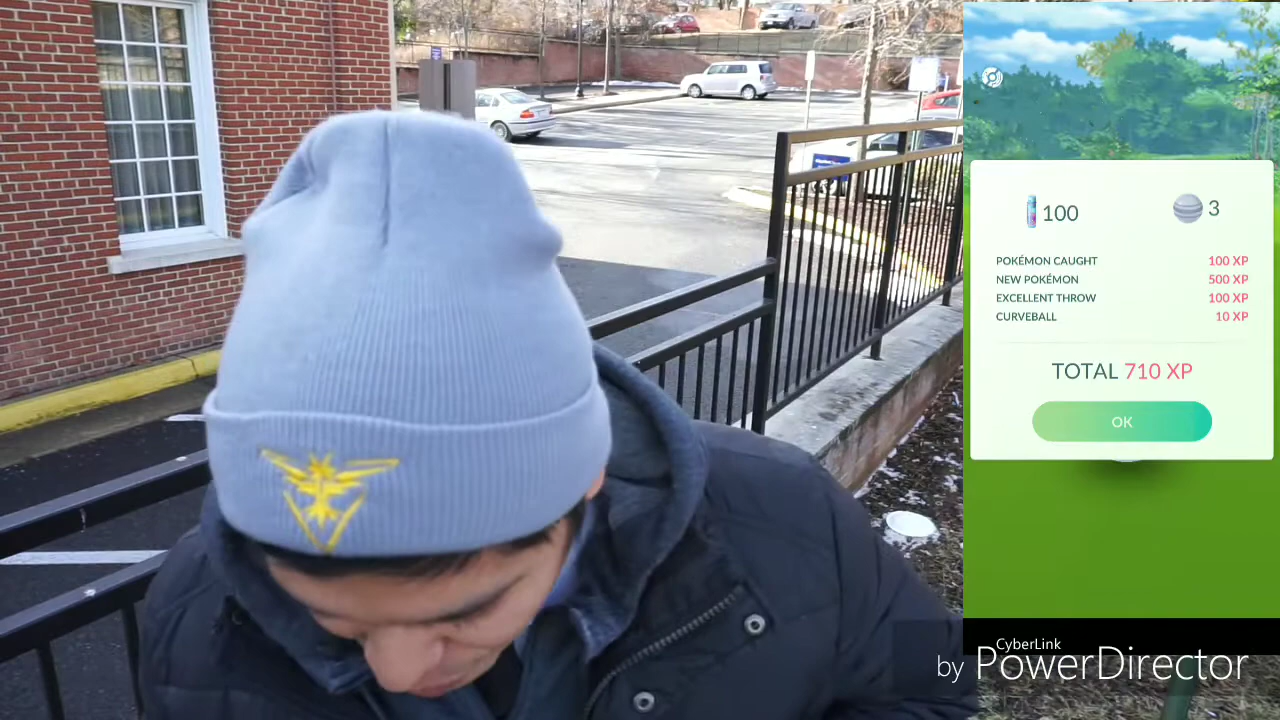 100
3
POKÉMON CAUGHT 100 XP
NEW POKÉMON 500 XP
EXCELLENT THROW 100 XP
CURVEBALL 10 XP
TOTAL 710 XP
OK
CyberLink
by PowerDirector